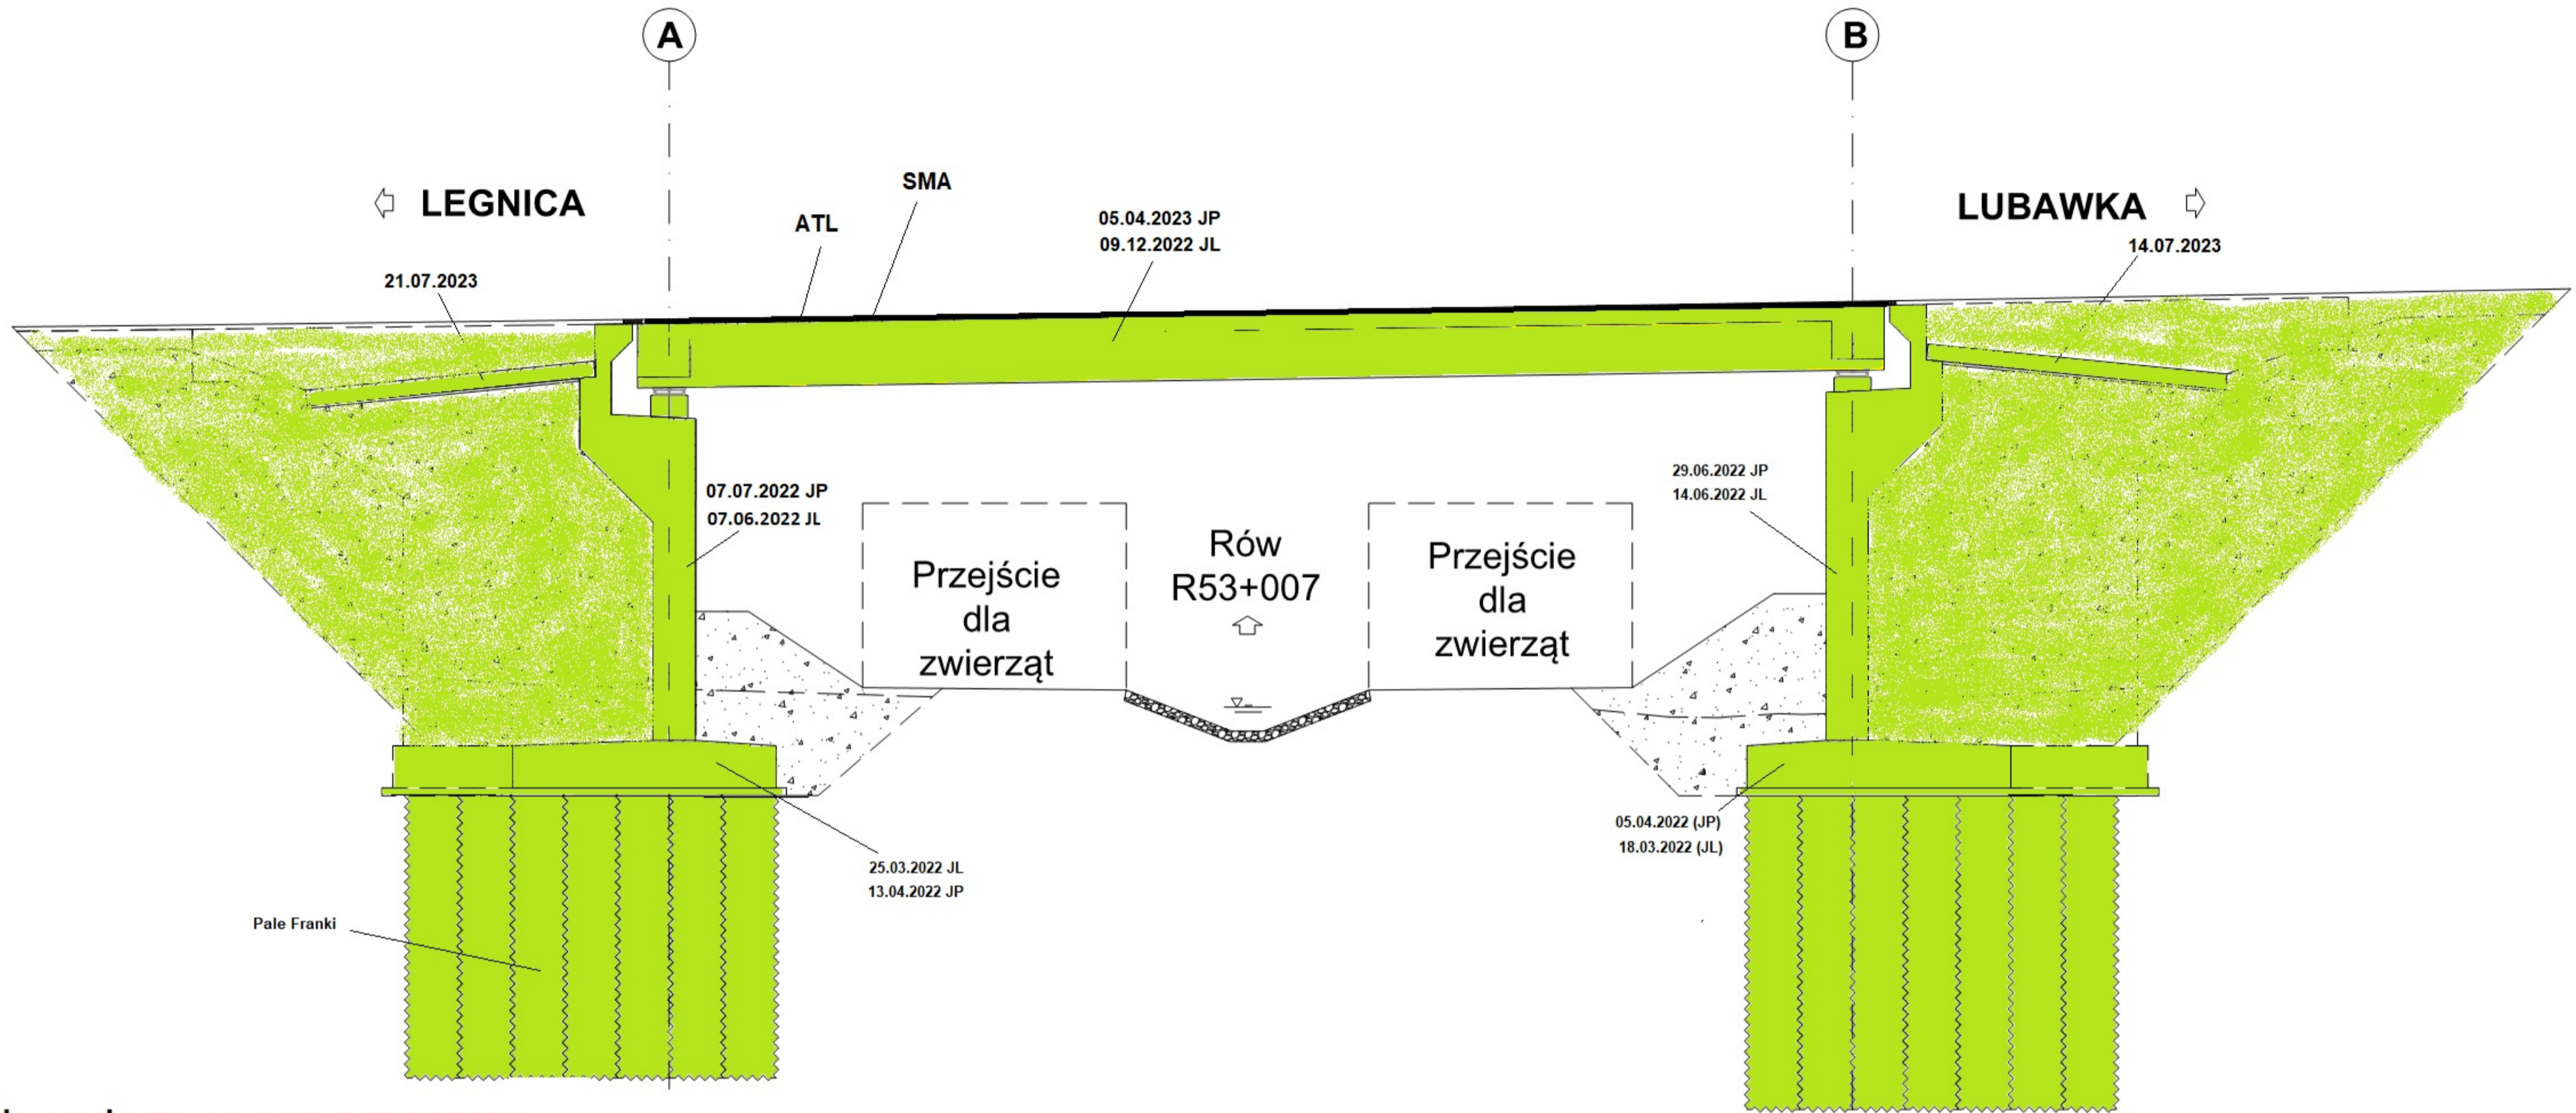 A
B
LEGNICA
SMA
ATL
05.04.2023 JP
09.12.2022 JL
LUBAWKA
14.07.2023
21.07.2023
07.07.2022 JP
07.06.2022 JL
29.06.2022 JP
14.06.2022 JL
Przejście
dla
zwierząt
Rów
R53+007
Przejście
dla
zwierząt
25.03.2022 JL
13.04.2022 JP
05.04.2022 (JP)
18.03.2022 (JL)
Pale Franki